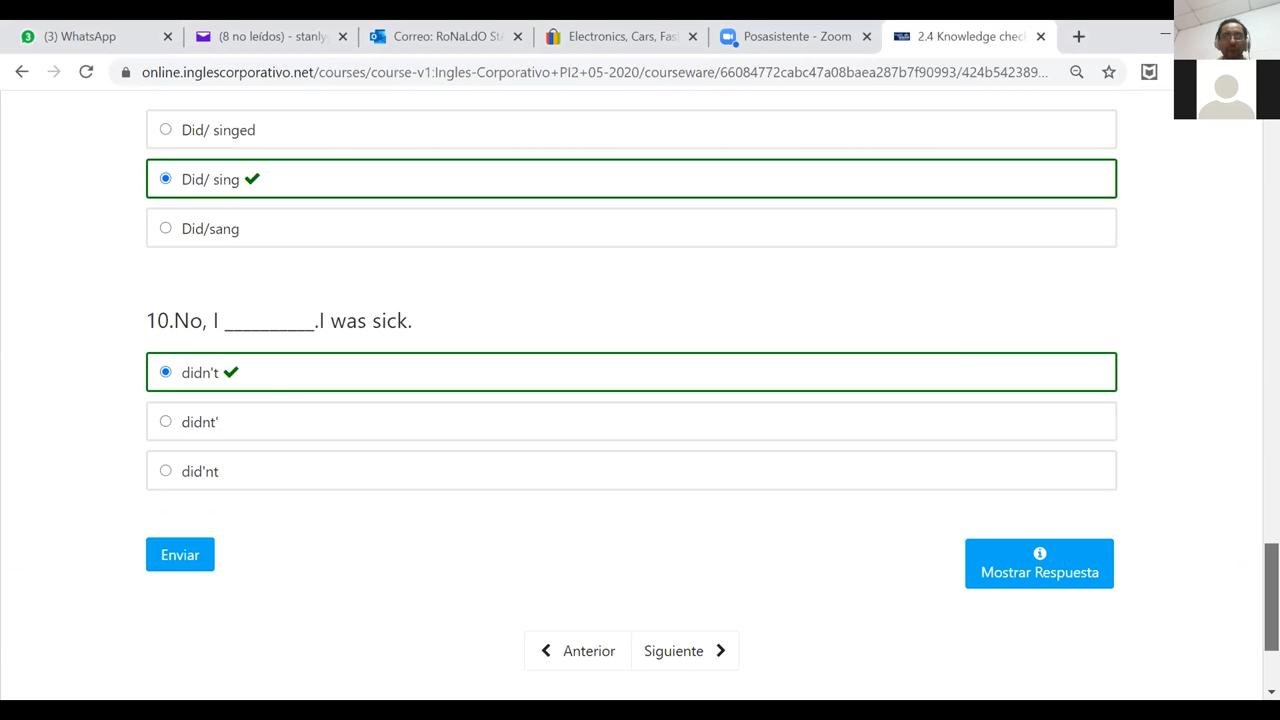 3 (3) WhatsApp
(8 no leídos) - stanly
Correo: RoNaLdO St
Electronics, Cars, Fas
Posasistente - Zoom
2.4 Knowledge chec
online.inglescorporativo.net/courses/course-v1:Ingles-Corporativo+PI2+05-2020/courseware/66084772cabc47a08baea287b7f90993/424b542389...
Did/ singed
Did/ sing
Did/sang
10.No, I __________.I was sick.
didn't
didnt'
did'nt
Enviar
Mostrar Respuesta
Anterior
Siguiente